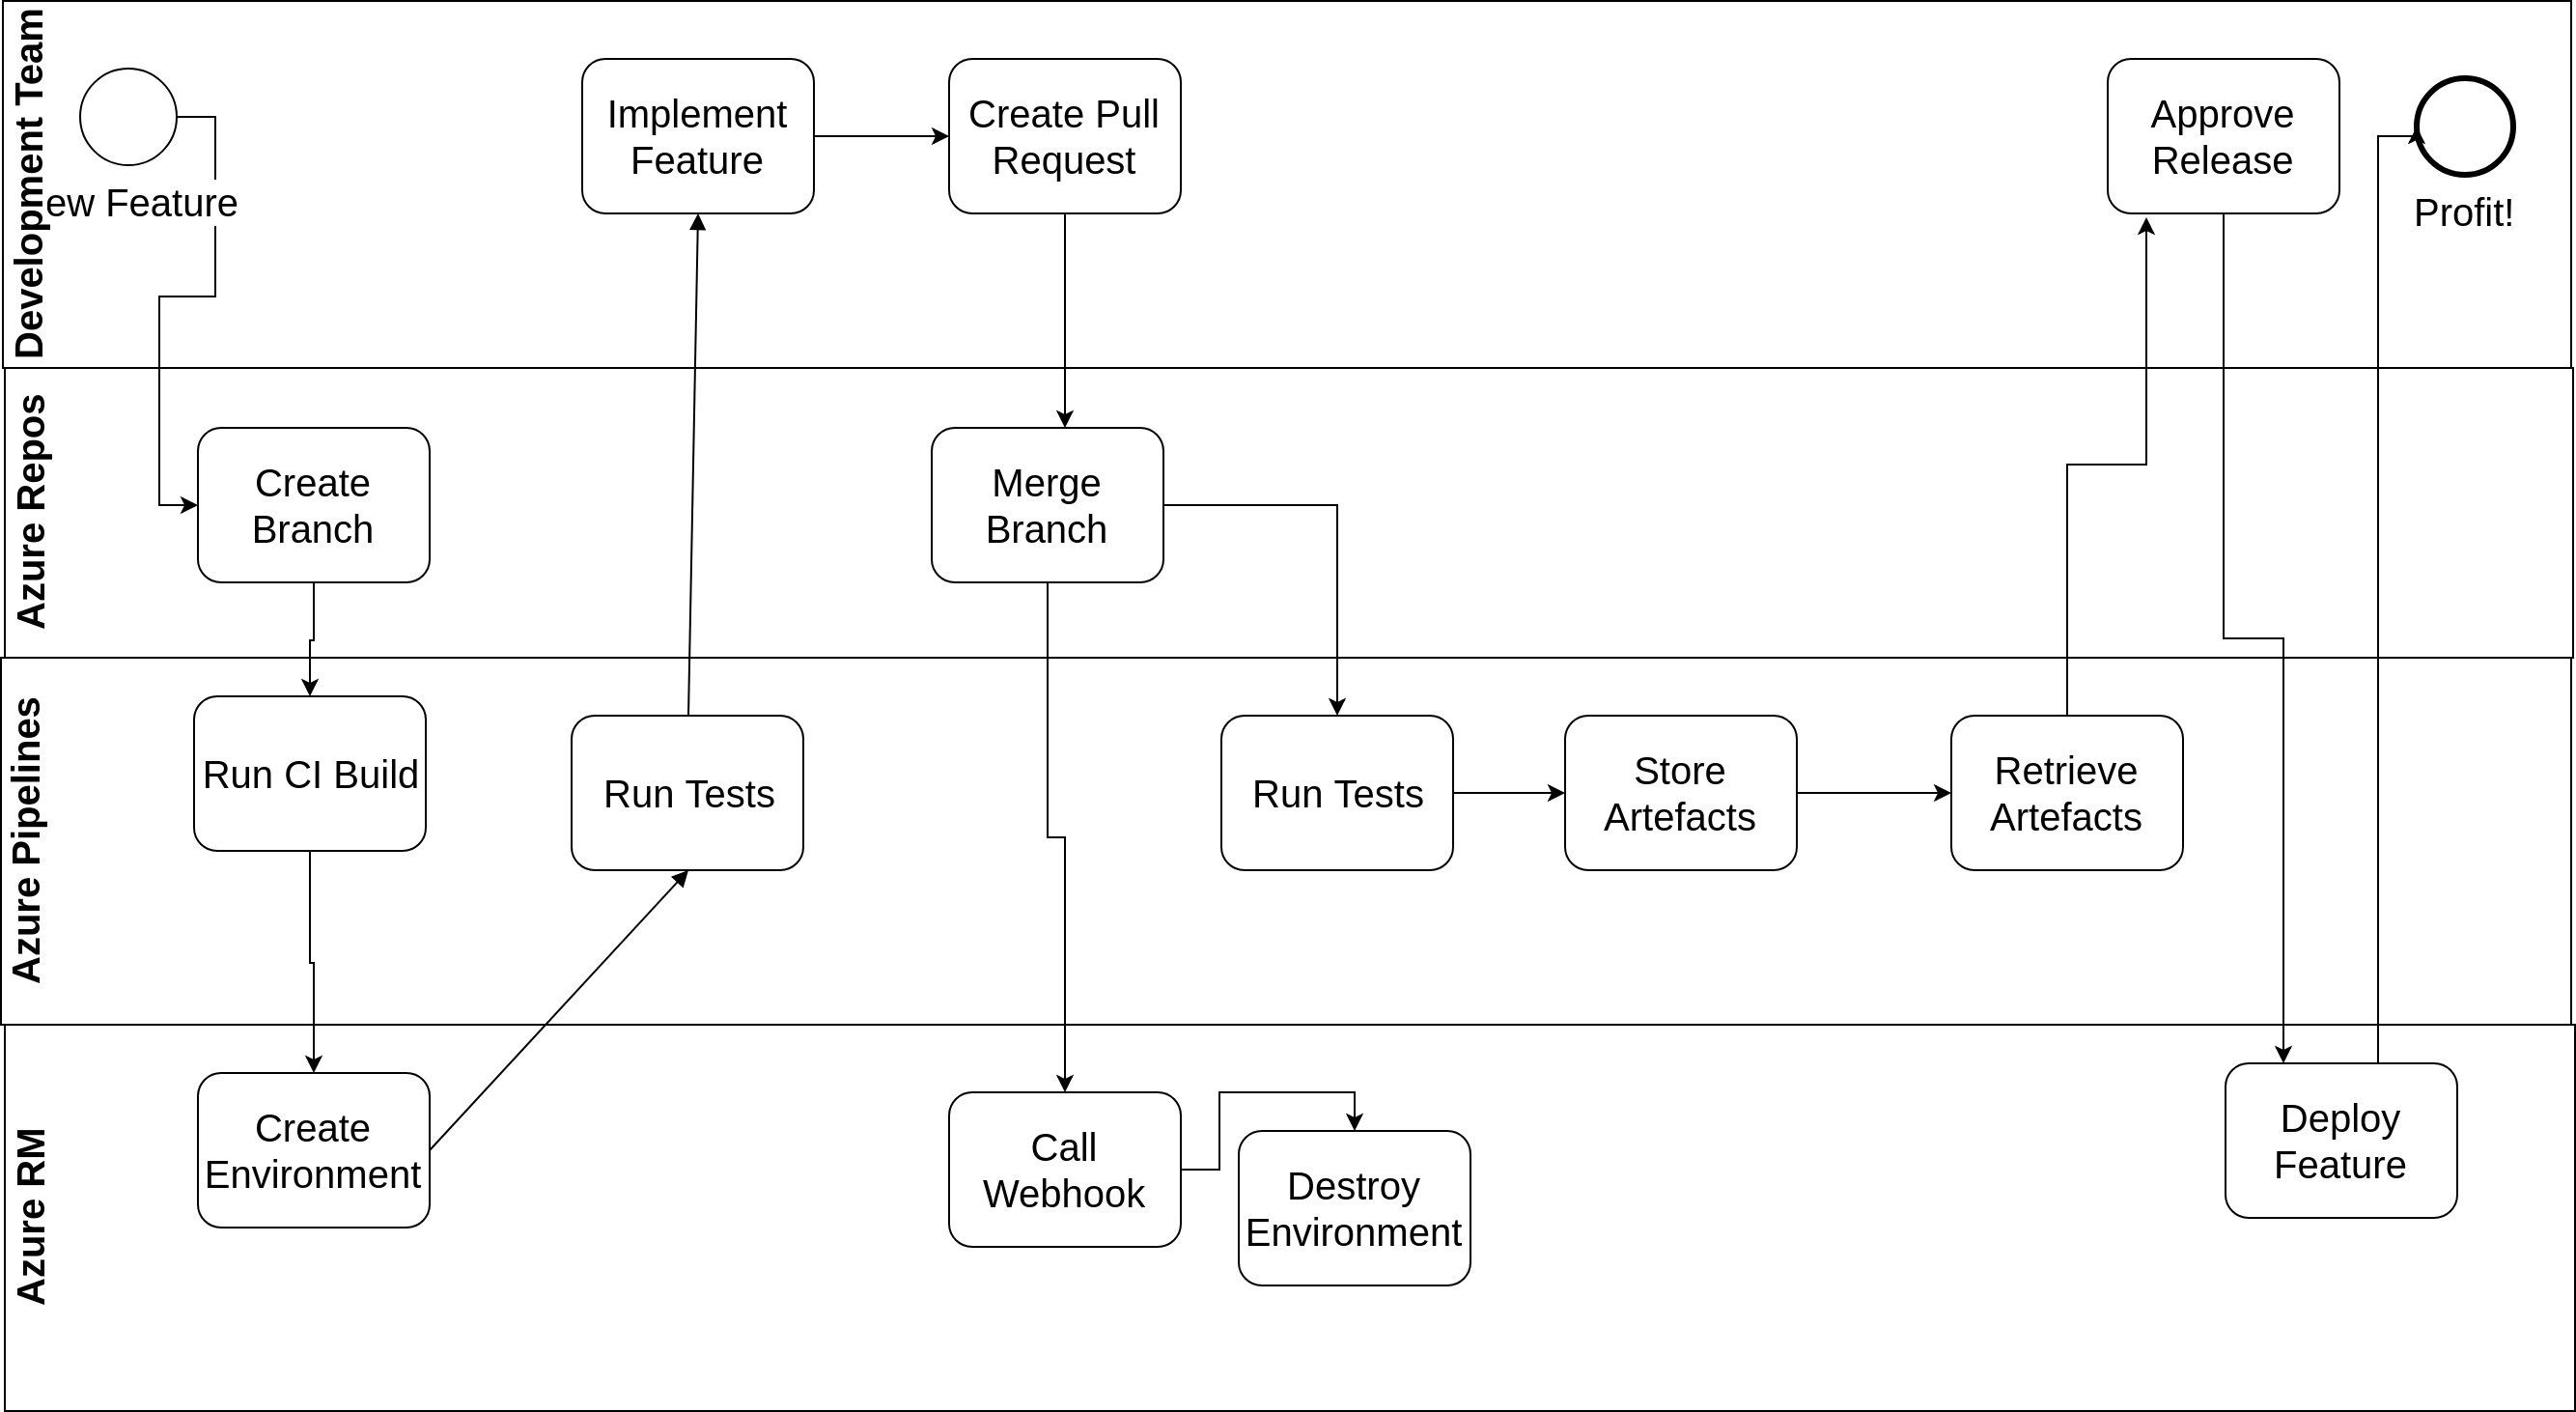 Development Team
ew Feature
Implement
Feature
Create Pull
Request
Approve
Release
Profit!
Azure Repos
Create
Branch
Merge
Branch
Azure Pipelines
Run CI Build
Run Tests
Run Tests
Store
Artefacts
Retrieve
Artefacts
Azure RM
Create
Environment
Call
Webhook
Destroy
Environment
Deploy
Feature